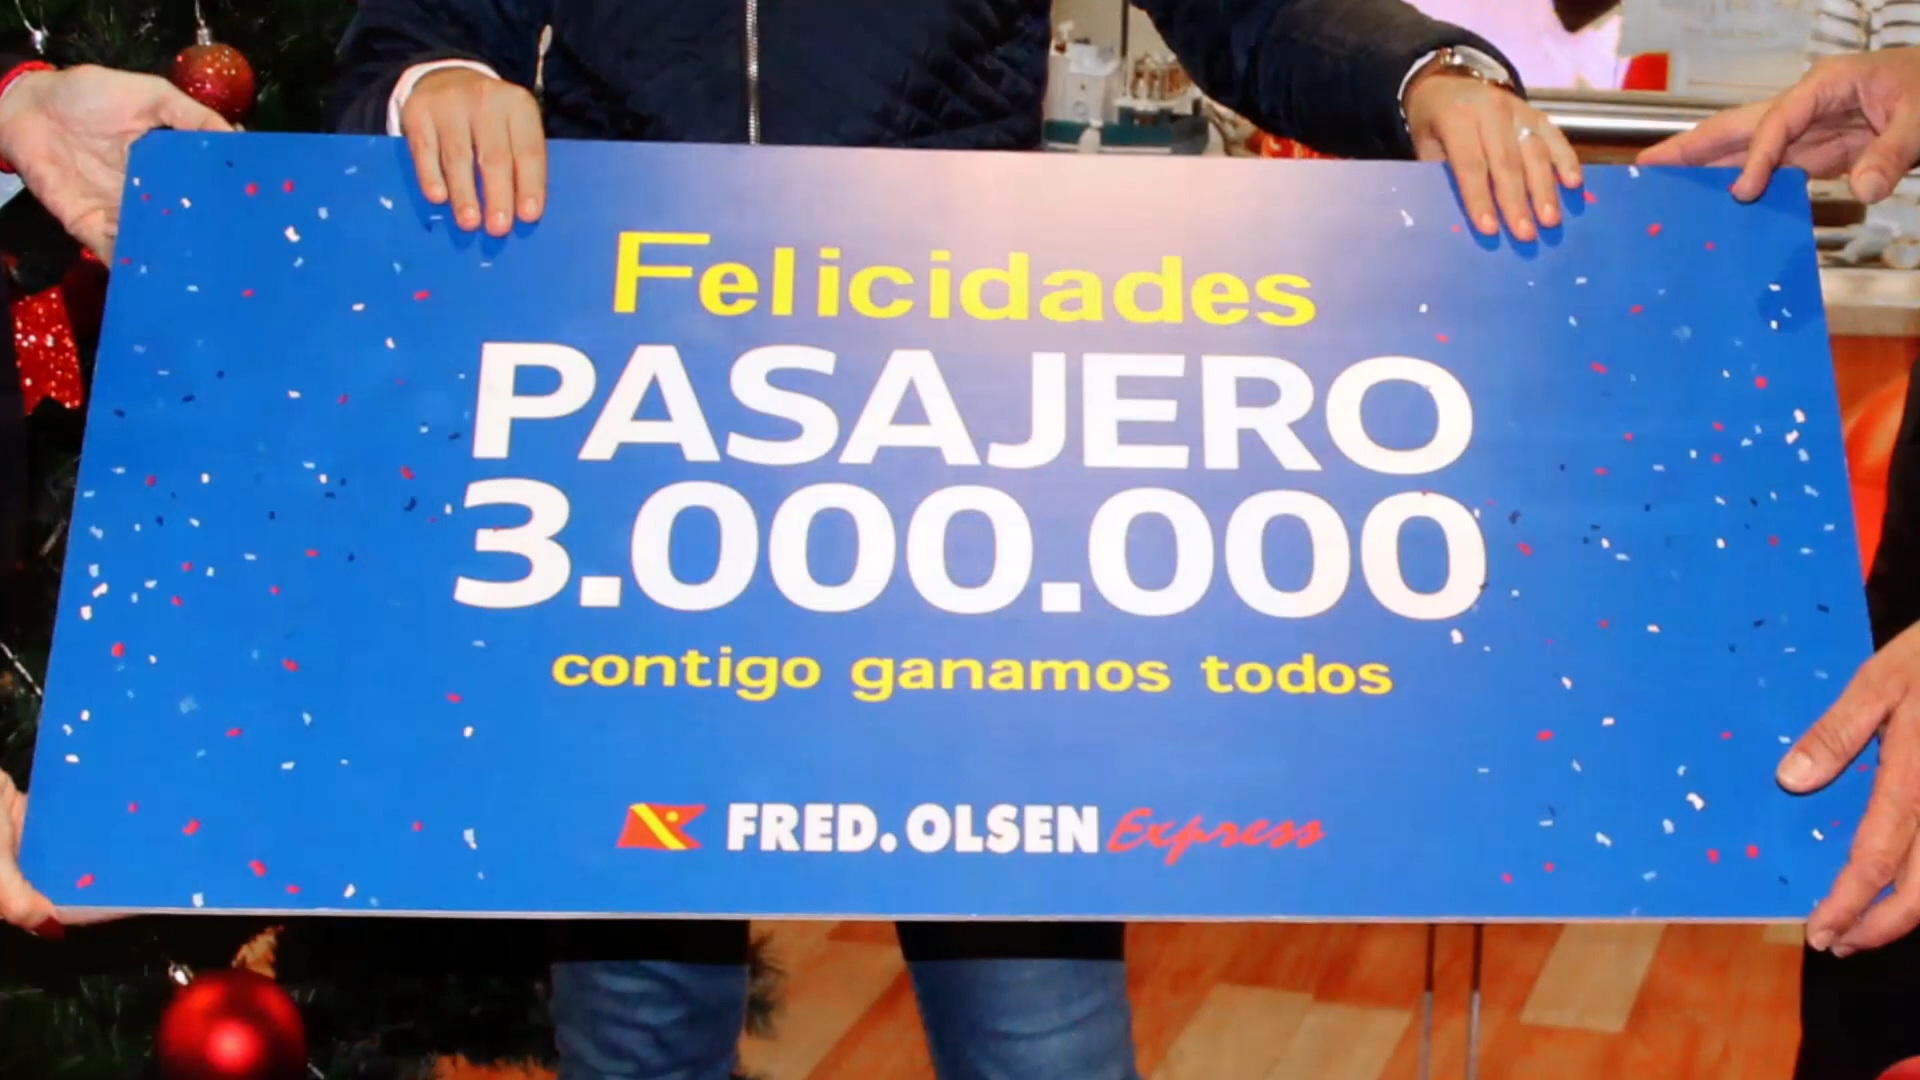 Felicidades
PASAJERO
3.000.000
contigo ganamos todos
FRED. OLSEN Express